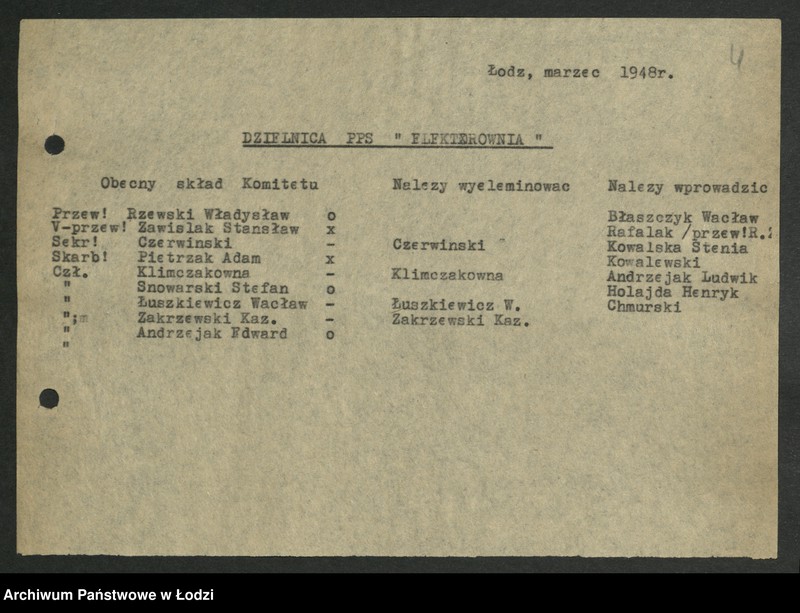 4
Łodz, marzec 1948r.
DZIELNICA PPS " ELEKTEROWNIA "
Obecny skład Komitetu Nalezy wyeleminowac Nalezy wprowadzic
Przew! Rzewski Władysław o Błaszczyk Wacław
V-przew! Zawislak Stansław x Rafalak /przew!R.
Sekr! Czerwinski - Czerwinski Kowalska Stenia
Skarb! Pietrzak Adam x Kowalewski
Czł. Klimczakowna - Klimczakowna Andrzejak Ludwik
" Snowarski Stefan o Holajda Henryk
" Łuszkiewicz Wacław - Łuszkiewicz W. Chmurski
"; Zakrzewski Kaz. - Zakrzewski Kaz.
" Andrzejak Edward o
"
Archiwum Państwowe w Łodzi